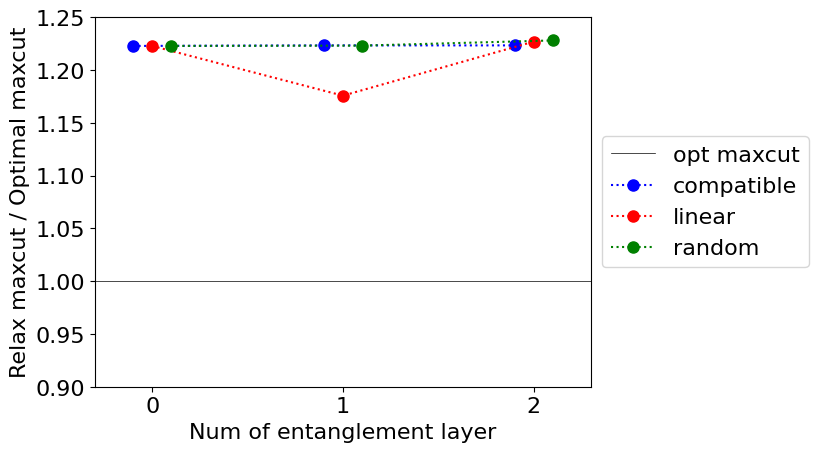 Relax maxcut / Optimal maxcut
1.25
1.20
1.15
1.10
1.05
1.00
0.95
0.90
0 1 2
Num of entanglement layer
opt maxcut
compatible
linear
random